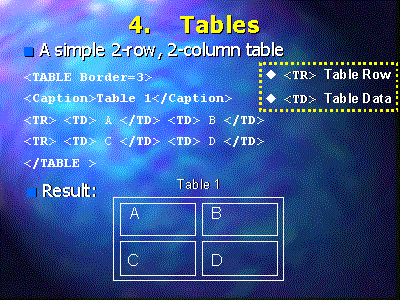 4. Tables
A simple 2-row, 2-column table
<TABLE Border=3>
<Caption>Table 1</Caption>
<TR> <TD> A </TD> <TD> B </TD>
<TR> <TD> C </TD> <TD> D </TD>
</TABLE >
<TR> Table Row
<TD> Table Data
Result:
Table 1
A B
C D